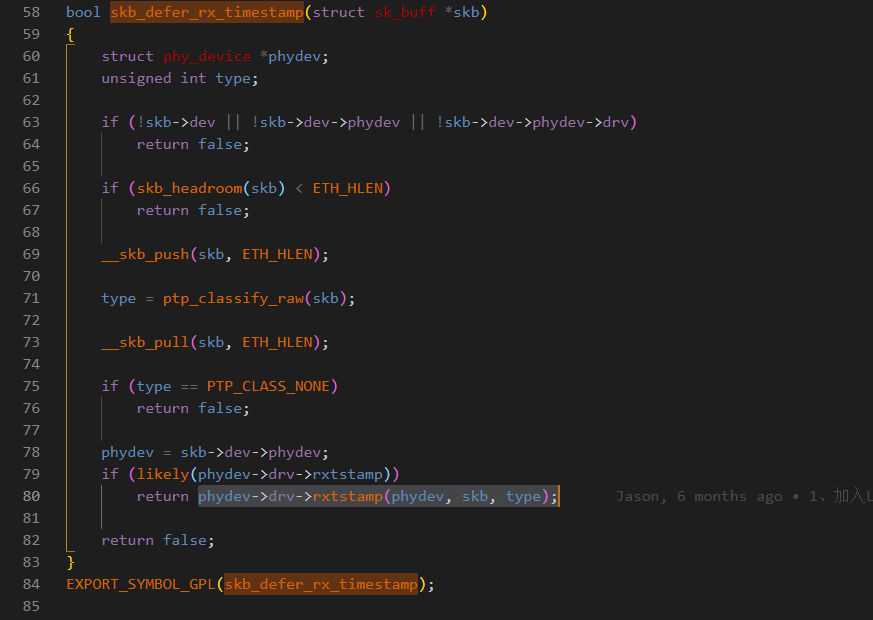 58 bool skb_defer_rx_timestamp(struct sk_buff *skb)
59 {
60     struct phy_device *phydev;
61     unsigned int type;
62
63     if (!skb->dev || !skb->dev->phydev || !skb->dev->phydev->drv)
64         return false;
65
66     if (skb_headroom(skb) < ETH_HLEN)
67         return false;
68
69     __skb_push(skb, ETH_HLEN);
70
71     type = ptp_classify_raw(skb);
72
73     __skb_pull(skb, ETH_HLEN);
74
75     if (type == PTP_CLASS_NONE)
76         return false;
77
78     phydev = skb->dev->phydev;
79     if (likely(phydev->drv->rxtstamp))
80         return phydev->drv->rxtstamp(phydev, skb, type);     Jason, 6 months ago • 1、加入L
81
82     return false;
83 }
84 EXPORT_SYMBOL_GPL(skb_defer_rx_timestamp);
85